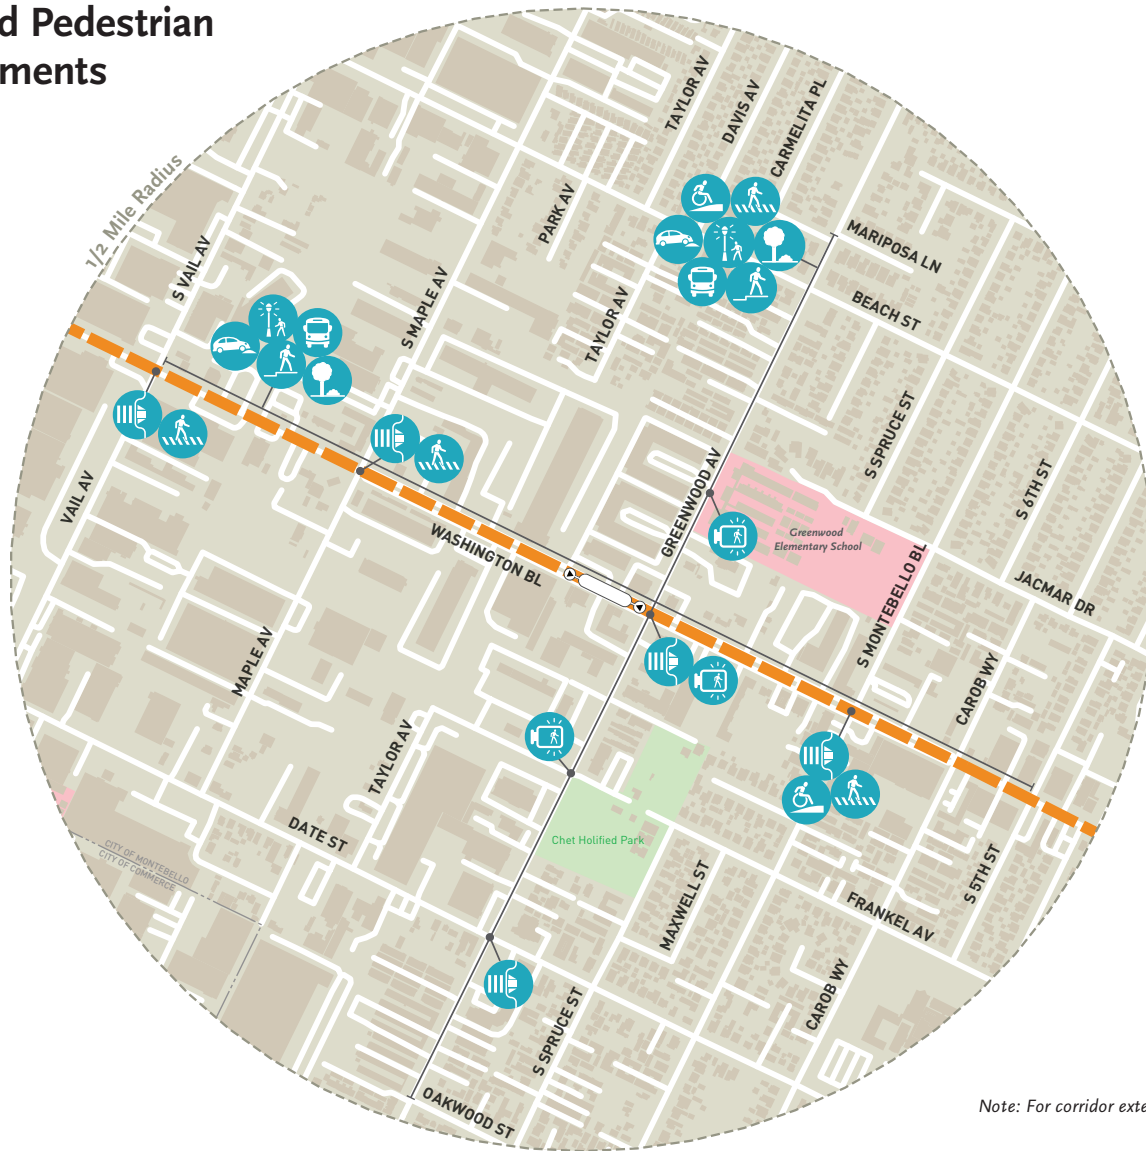 d Pedestrian
ments
1/2 Mile Radius
TAYLOR AV
DAVIS AV
CARMELITA PL
PARK AV
MARIPOSA LN
S VAIL AV
BEACH ST
S MAPLE AV
TAYLOR AV
S SPRUCE ST
VAIL AV
GREENWOOD AV
S 6TH ST
Greenwood
Elementary School
WASHINGTON BL
JACMAR DR
S MONTEBELLO BL
MAPLE AV
CAROB WY
TAYLOR AV
DATE ST
Chet Holified Park
CITY OF MONTEBELLO
CITY OF COMMERCE
S 5TH ST
MAXWELL ST
FRANKEL AV
CAROB WY
S SPRUCE ST
OAKWOOD ST
Note: For corridor exte